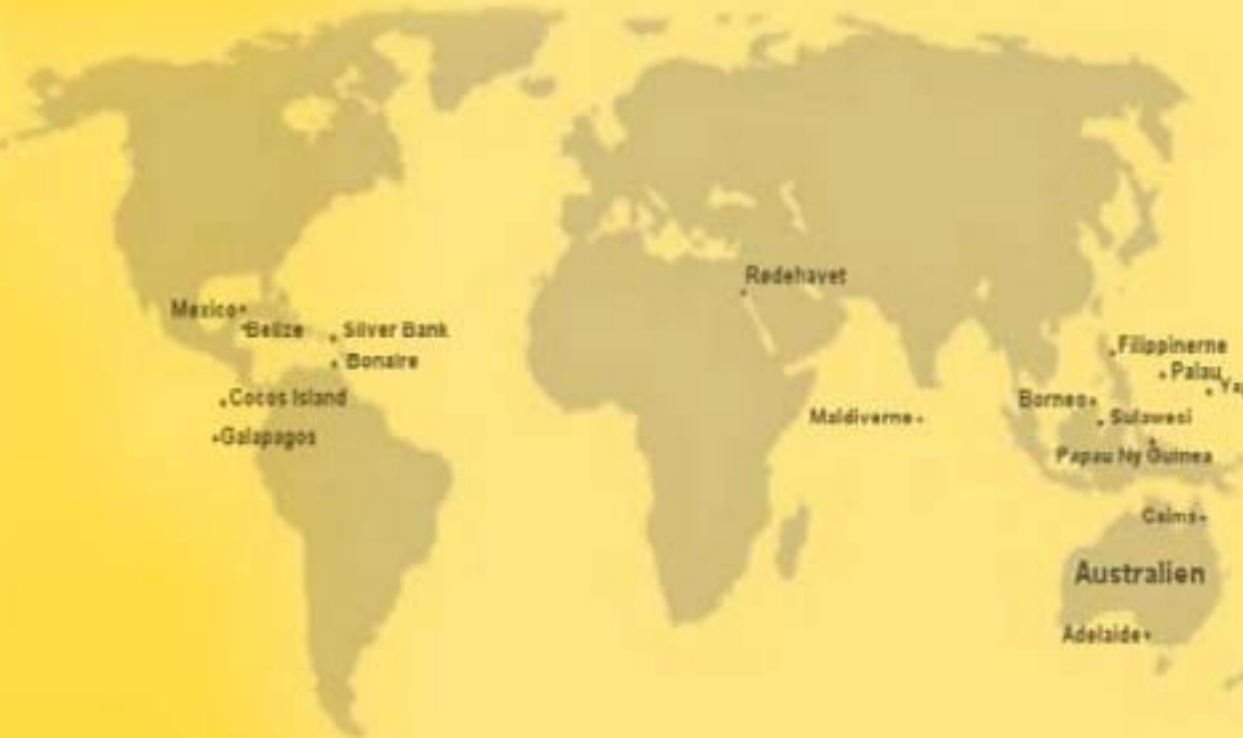 Rødehavet
Mexico
Belize
Silver Bank
Bonaire
Filippinerne
Palau
Yap
Cocos Island
Borneo
Maldiverne
Sulawesi
Galapagos
Papau Ny Guinea
Cairns
Australien
Adelaide